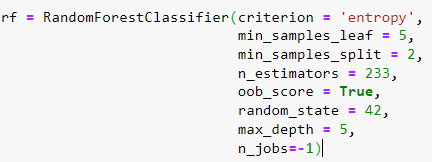 rf = RandomForestClassifier(criterion = 'entropy',
min_samples_leaf = 5,
min_samples_split = 2,
n_estimators = 233,
oob_score = True,
random_state = 42,
max_depth = 5,
n_jobs=-1)